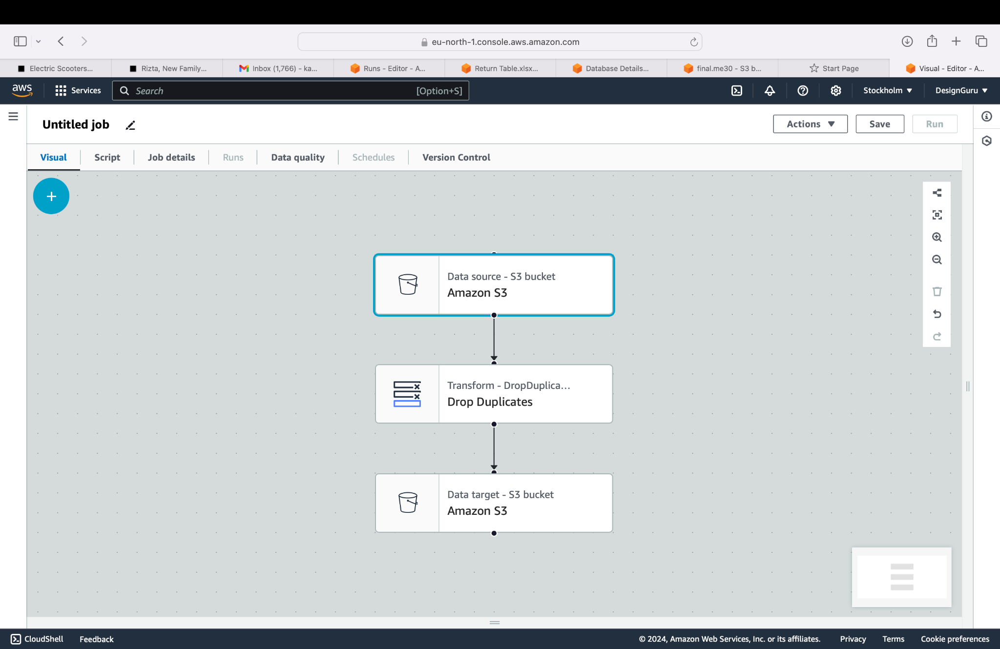 eu-north-1.console.aws.amazon.com
Electric Scooters...
Rizta, New Family...
Inbox (1,766) - ka...
Runs - Editor - A...
Return Table.xlsx...
Database Details...
final.me30 - S3 b...
Start Page
Visual - Editor - A...
aws
Services
Search
[Option+S]
Stockholm
DesignGuru
Untitled job
Actions
Save
Run
Visual
Script
Job details
Runs
Data quality
Schedules
Version Control
Data source - S3 bucket
Amazon S3
Transform - DropDuplica...
Drop Duplicates
Data target - S3 bucket
Amazon S3
CloudShell
Feedback
© 2024, Amazon Web Services, Inc. or its affiliates.
Privacy
Terms
Cookie preferences